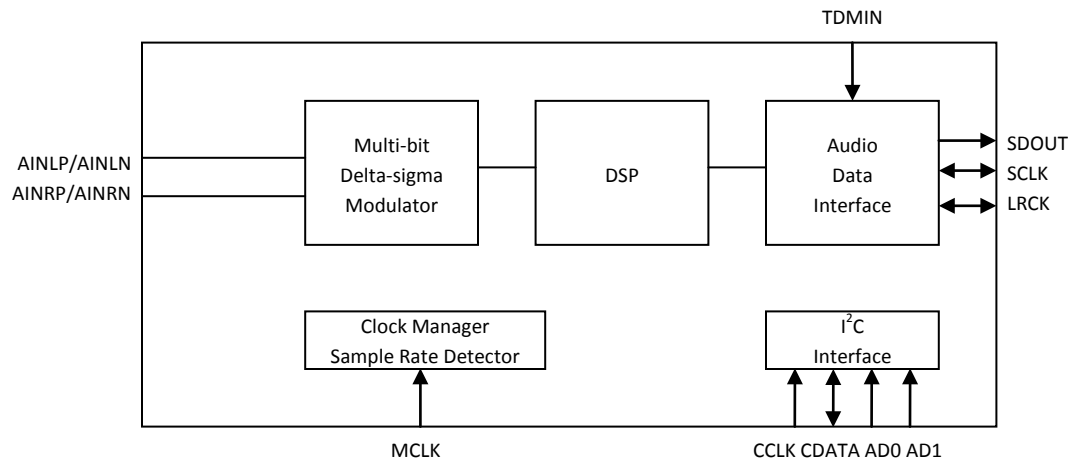 TDMIN
AINLP/AINLN
AINRP/AINRN
Multi-bit
Delta-sigma
Modulator
DSP
Audio
Data
Interface
SDOUT
SCLK
LRCK
Clock Manager
Sample Rate Detector
I²C
Interface
MCLK
CCLK CDATA AD0 AD1